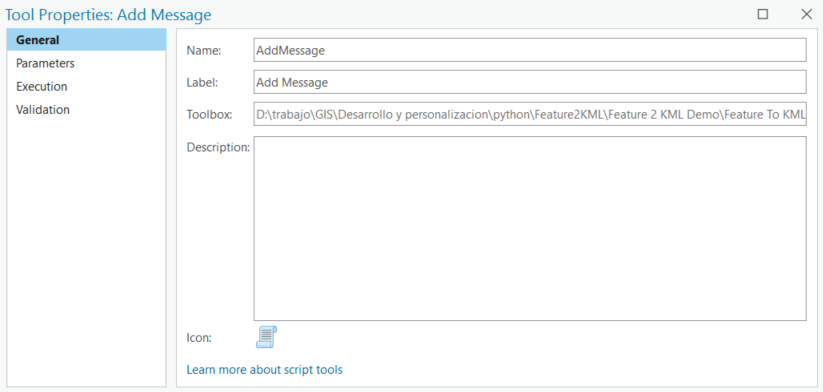 Tool Properties: Add Message
General
Parameters
Execution
Validation
Name: AddMessage
Label: Add Message
Toolbox: D:\trabajo\GIS\Desarrollo y personalizacion\python\Feature2KML\Feature 2 KML Demo\Feature To KML
Description:
Icon:
Learn more about script tools